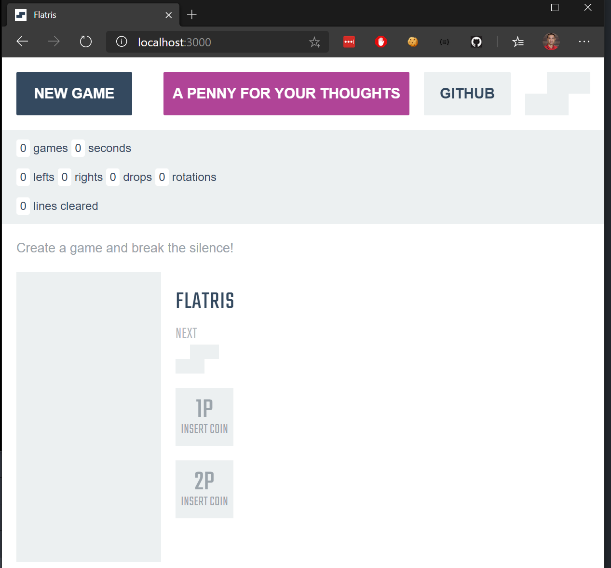 Flatris
localhost:3000
NEW GAME
A PENNY FOR YOUR THOUGHTS
GITHUB
0 games 0 seconds
0 lefts 0 rights 0 drops 0 rotations
0 lines cleared
Create a game and break the silence!
FLATRIS
NEXT
1P
INSERT COIN
2P
INSERT COIN